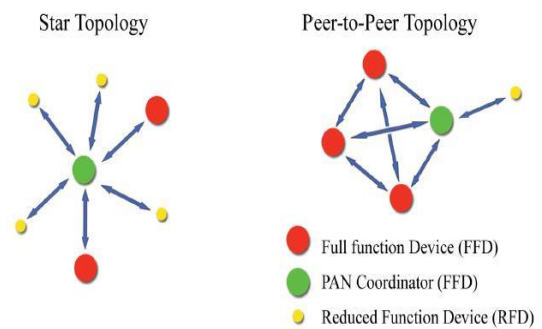 Star Topology
Peer-to-Peer Topology
Full function Device (FFD)
PAN Coordinator (FFD)
Reduced Function Device (RFD)